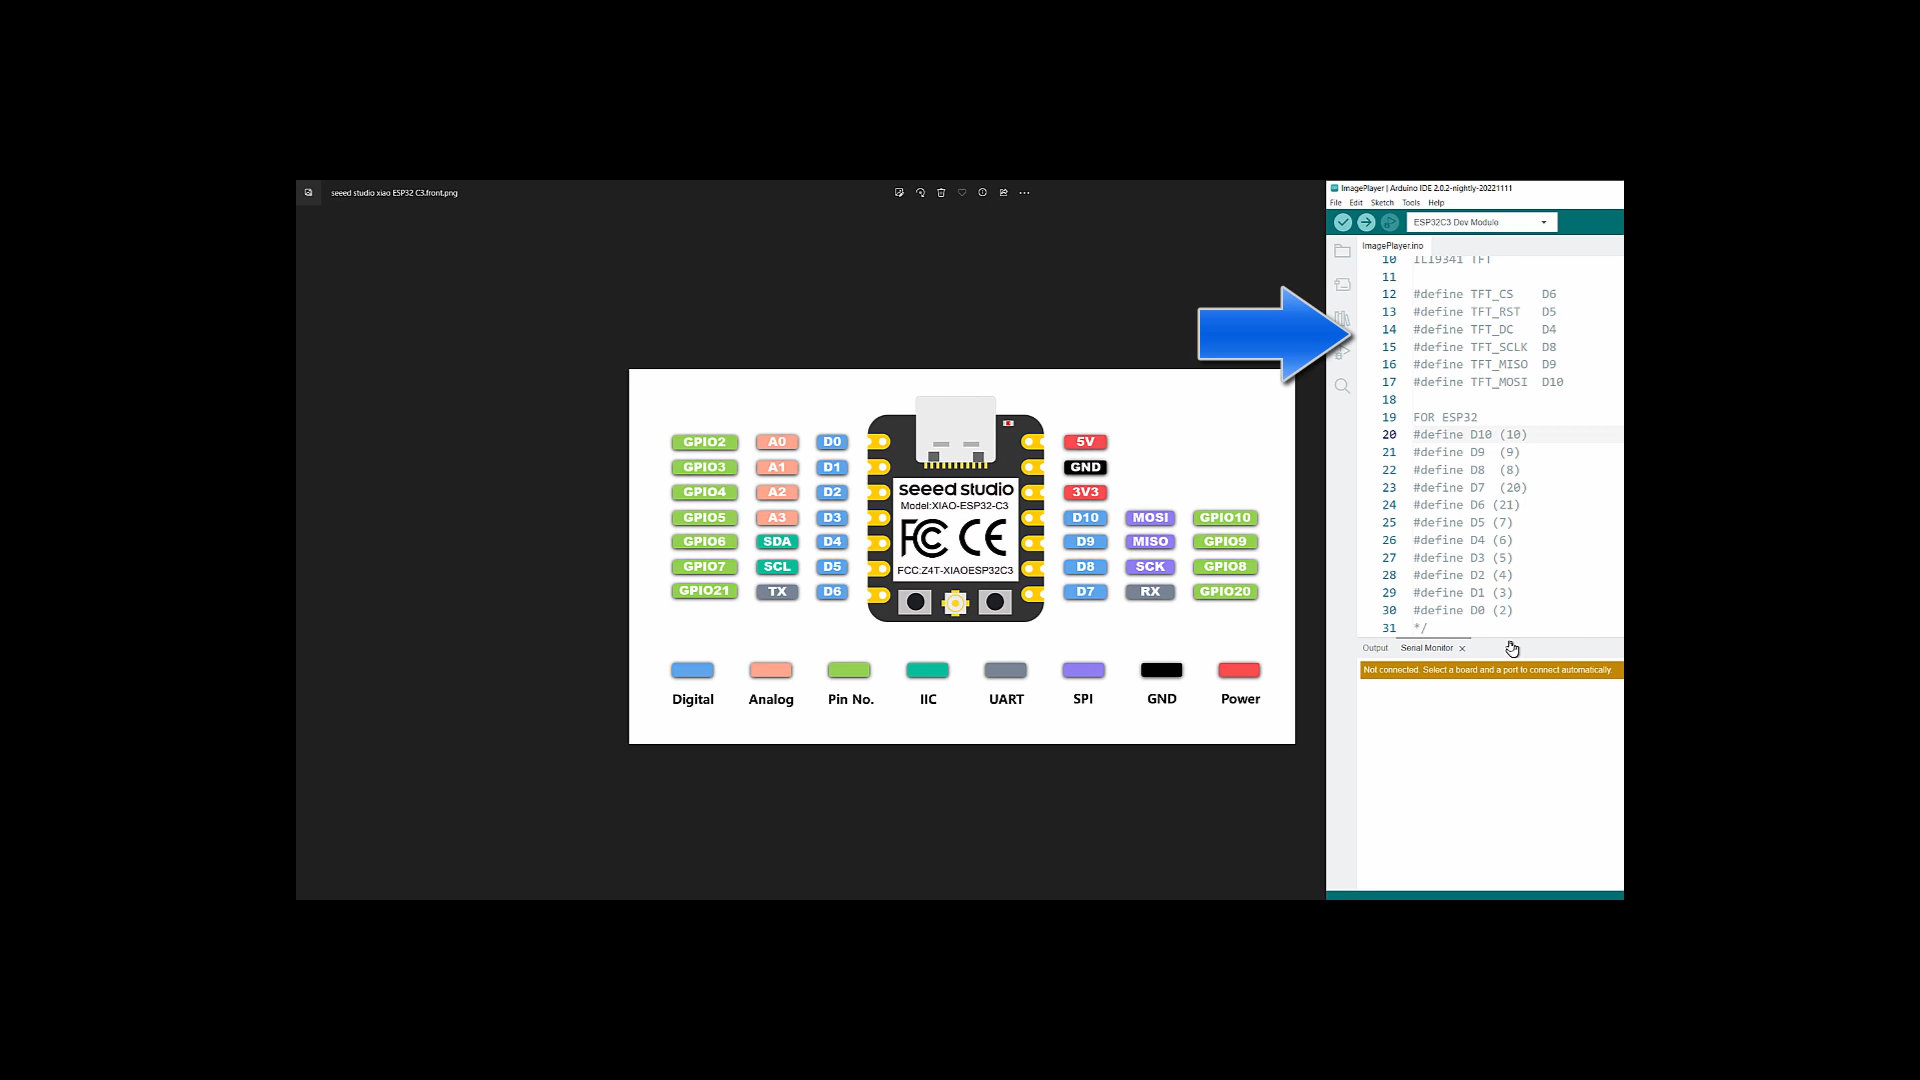 seeed studio xiao ESP32 C3.front.png
ImagePlayer | Arduino IDE 2.0.2-nightly-20221111
File Edit Sketch Tools Help
ESP32C3 Dev Module
ImagePlayer.ino
10 ILI9341 TFT
11
12 #define TFT_CS D6
13 #define TFT_RST D5
14 #define TFT_DC D4
15 #define TFT_SCLK D8
16 #define TFT_MISO D9
17 #define TFT_MOSI D10
18
19 FOR ESP32
20 #define D10 (10)
21 #define D9 (9)
22 #define D8 (8)
23 #define D7 (20)
24 #define D6 (21)
25 #define D5 (7)
26 #define D4 (6)
27 #define D3 (5)
28 #define D2 (4)
29 #define D1 (3)
30 #define D0 (2)
31 */
Output Serial Monitor
Not connected. Select a board and a port to connect automatically.
GPIO2 A0 D0 5V
GPIO3 A1 D1 GND
GPIO4 A2 D2 3V3
GPIO5 A3 D3 D10 MOSI GPIO10
GPIO6 SDA D4 D9 MISO GPIO9
GPIO7 SCL D5 D8 SCK GPIO8
GPIO21 TX D6 D7 RX GPIO20
seeed studio
Model:XIAO-ESP32-C3
FC CE
FCC:Z4T-XIAOESP32C3
Digital Analog Pin No. IIC UART SPI GND Power